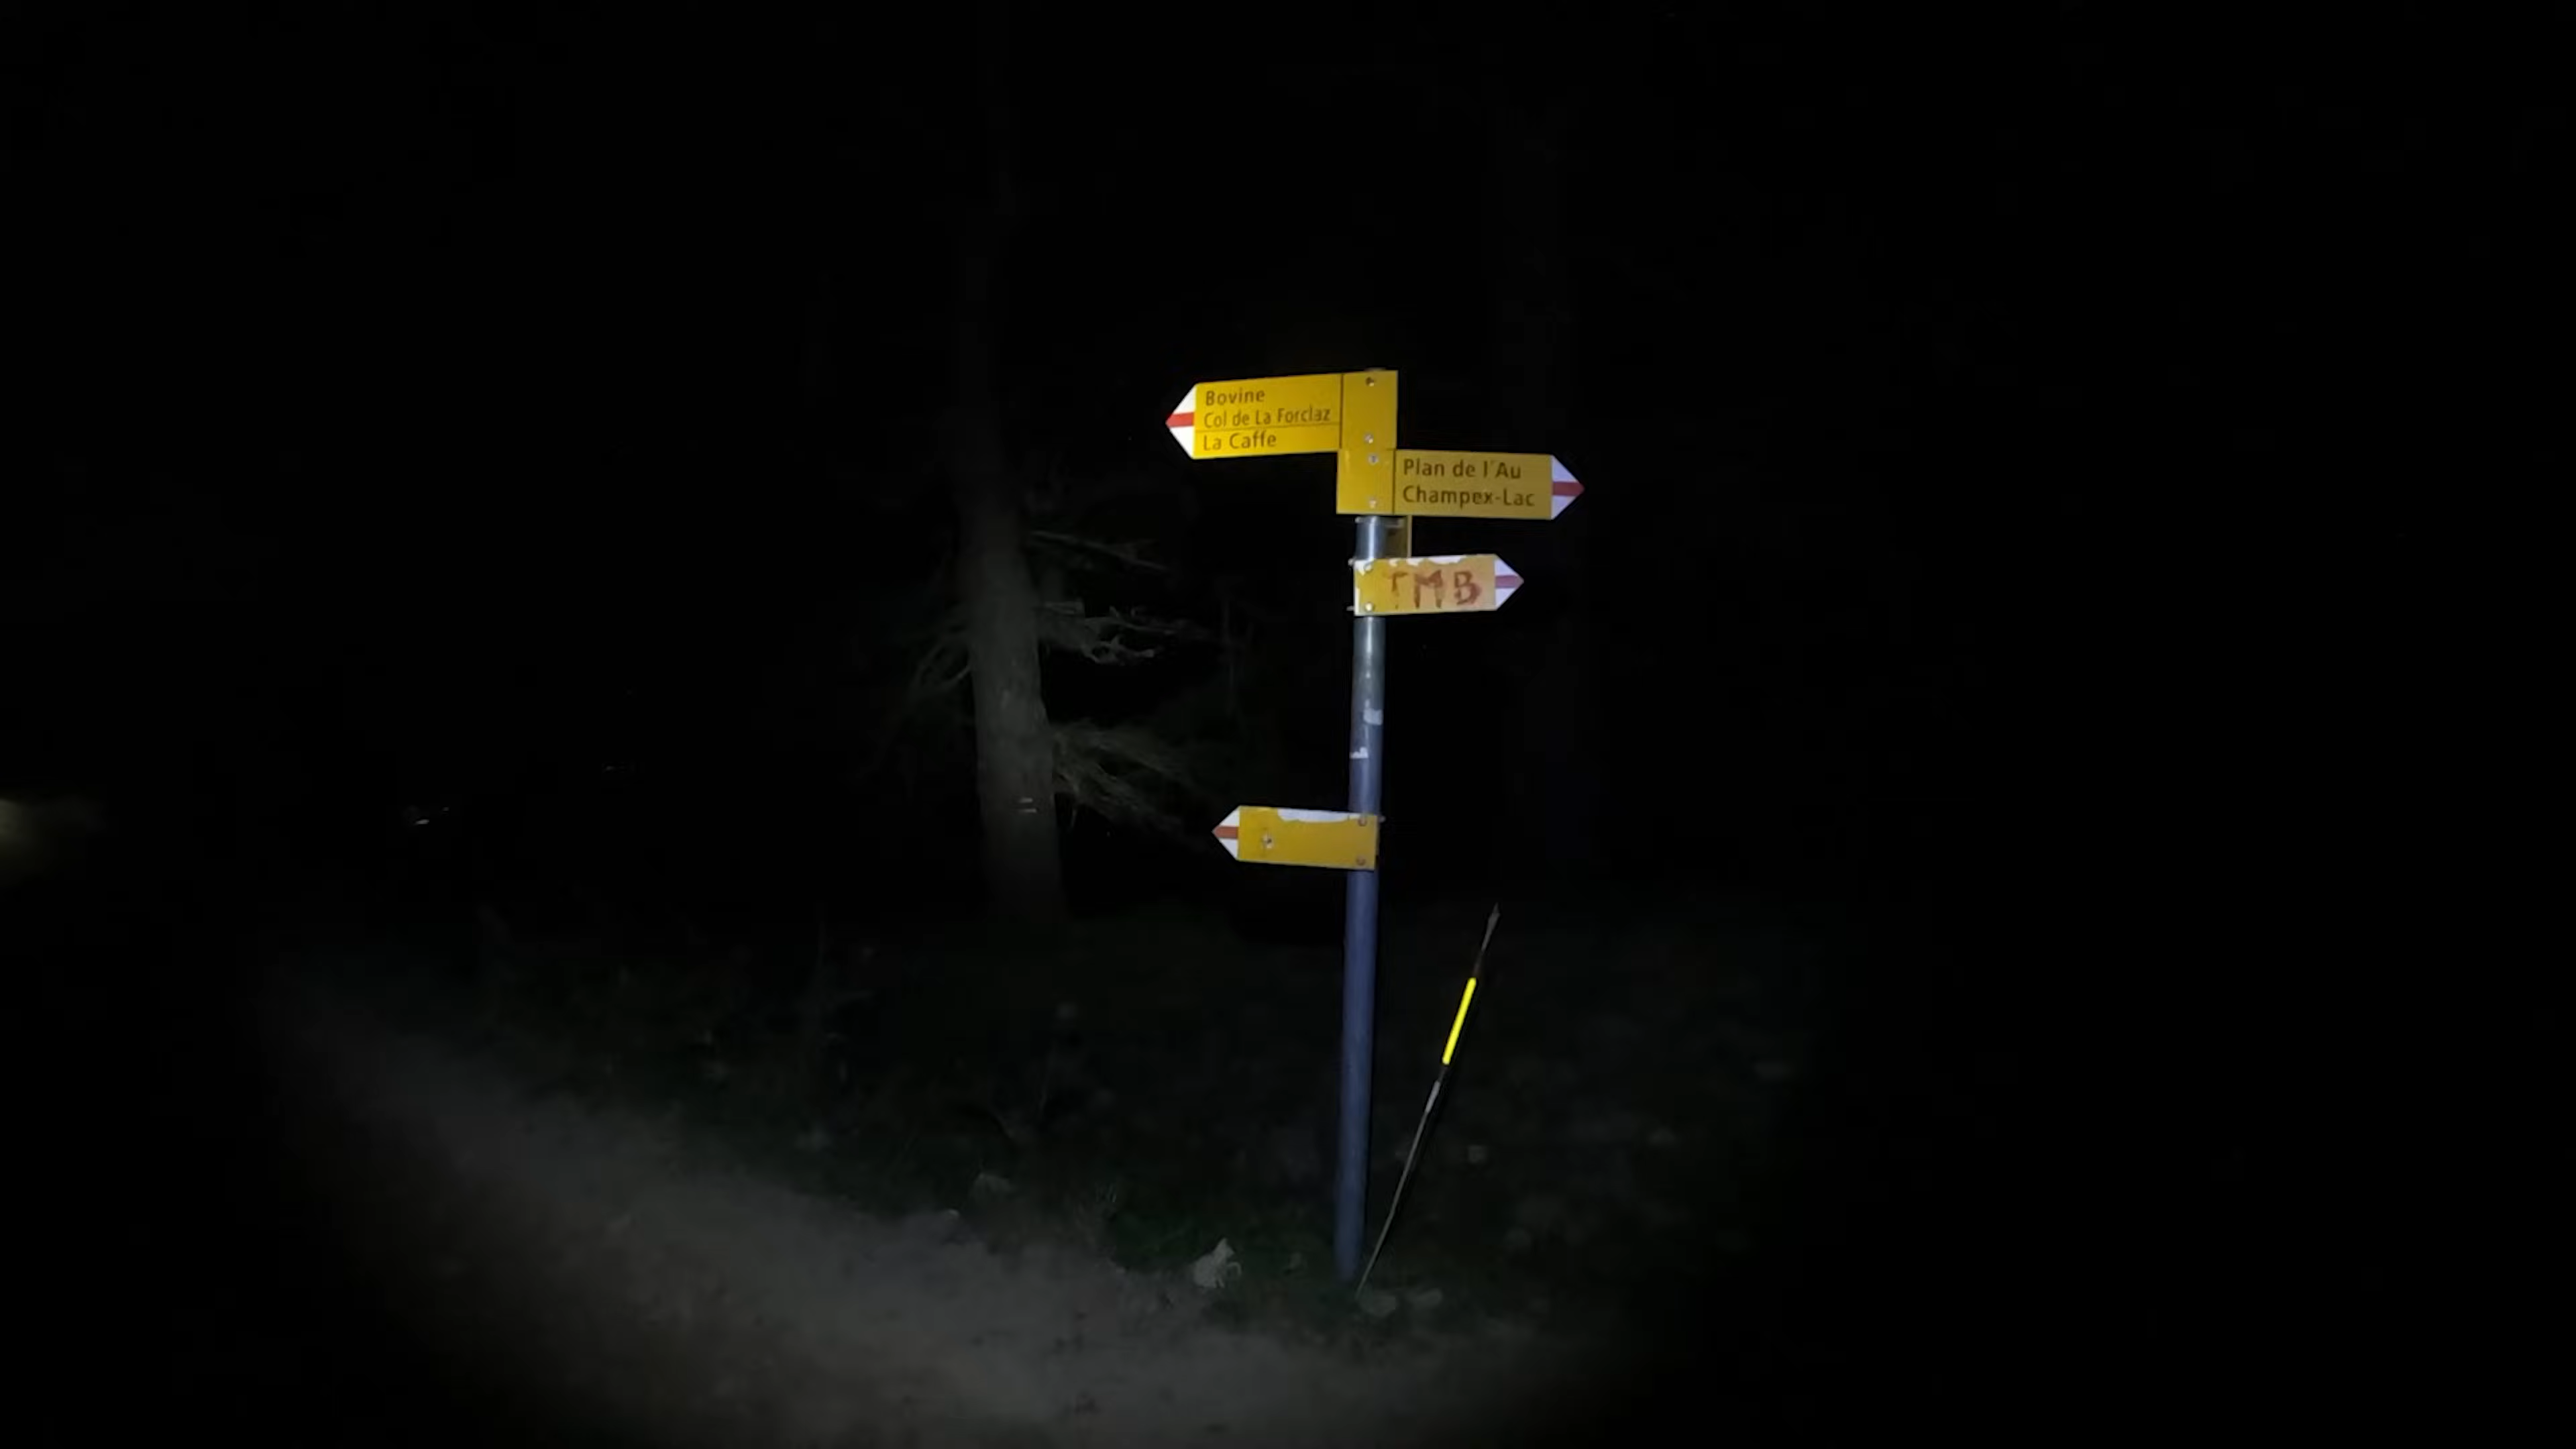 Bovine
Col de La Forclaz
La Caffe
Plan de l'Au
Champex-Lac
TMB